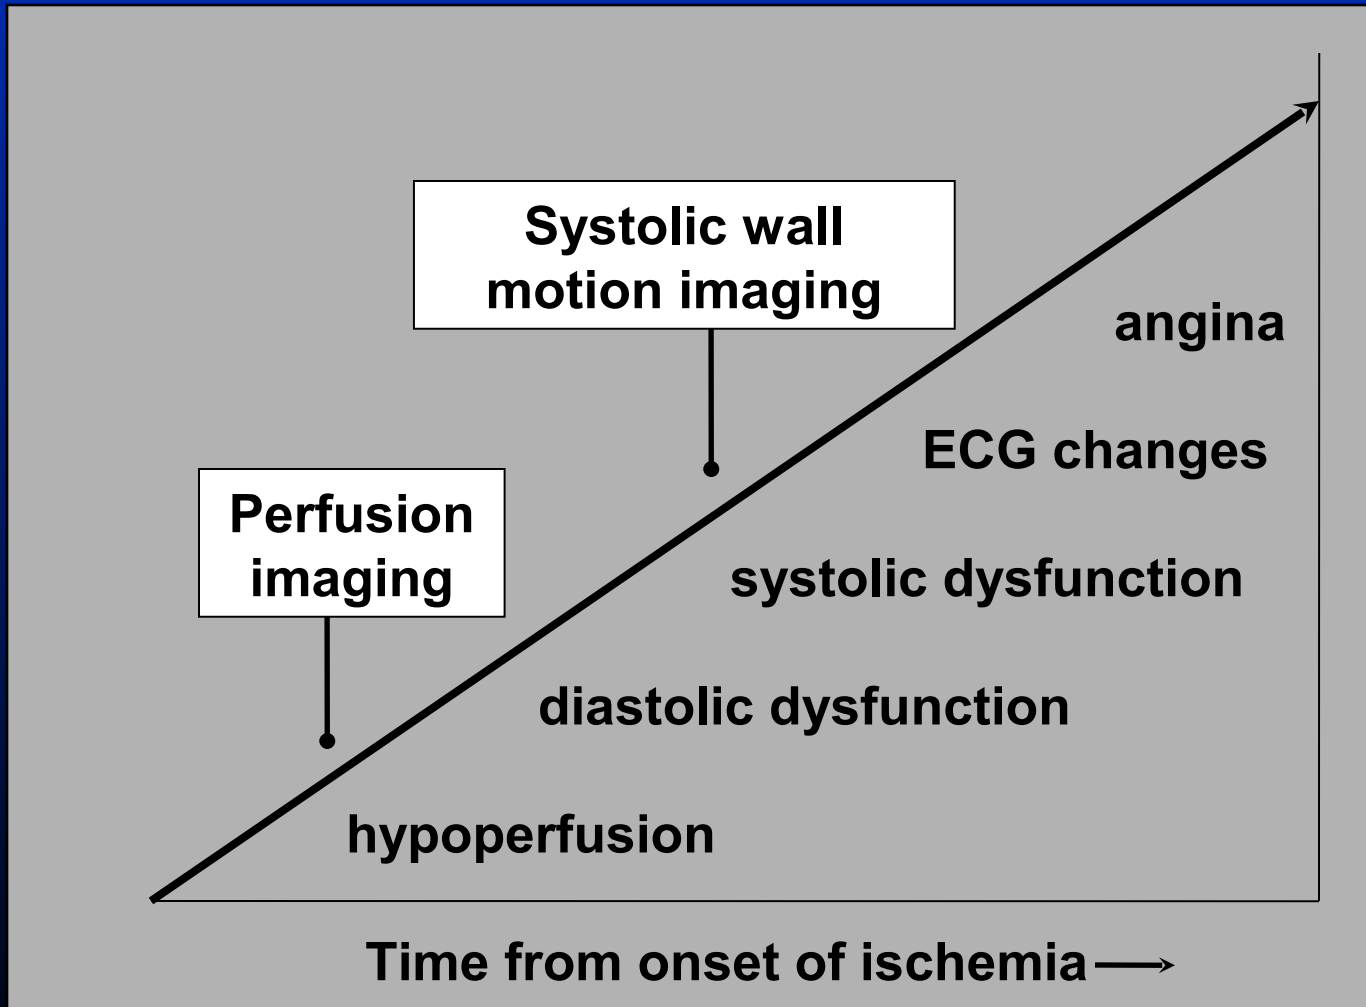 Systolic wall
motion imaging
angina
ECG changes
Perfusion
imaging
systolic dysfunction
diastolic dysfunction
hypoperfusion
Time from onset of ischemia